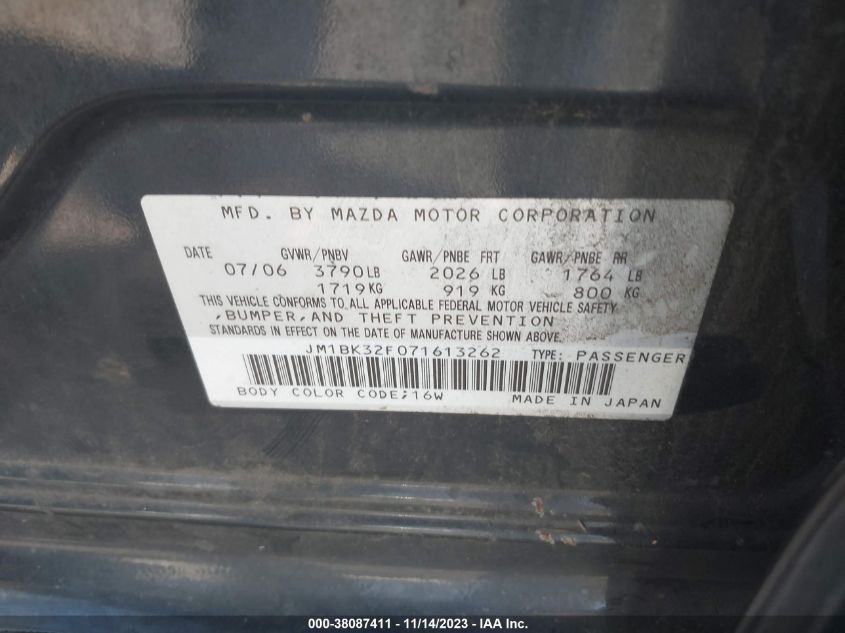 MFD. BY MAZDA MOTOR CORPORATION
DATE GVWR/PNBV GAWR/PNBE FRT GAWR/PNBE RR
07/06 3790LB 2026 LB 1764 LB
1719KG 919 KG 800 KG
THIS VEHICLE CONFORMS TO ALL APPLICABLE FEDERAL MOTOR VEHICLE SAFETY
,BUMPER,AND THEFT PREVENTION
STANDARDS IN EFFECT ON THE DATE OF MANUFACTURE SHOWN ABOVE.
JM1BK32F071613262 TYPE: PASSENGER
BODY COLOR CODE;16W MADE IN JAPAN
000-38087411 - 11/14/2023 - IAA Inc.